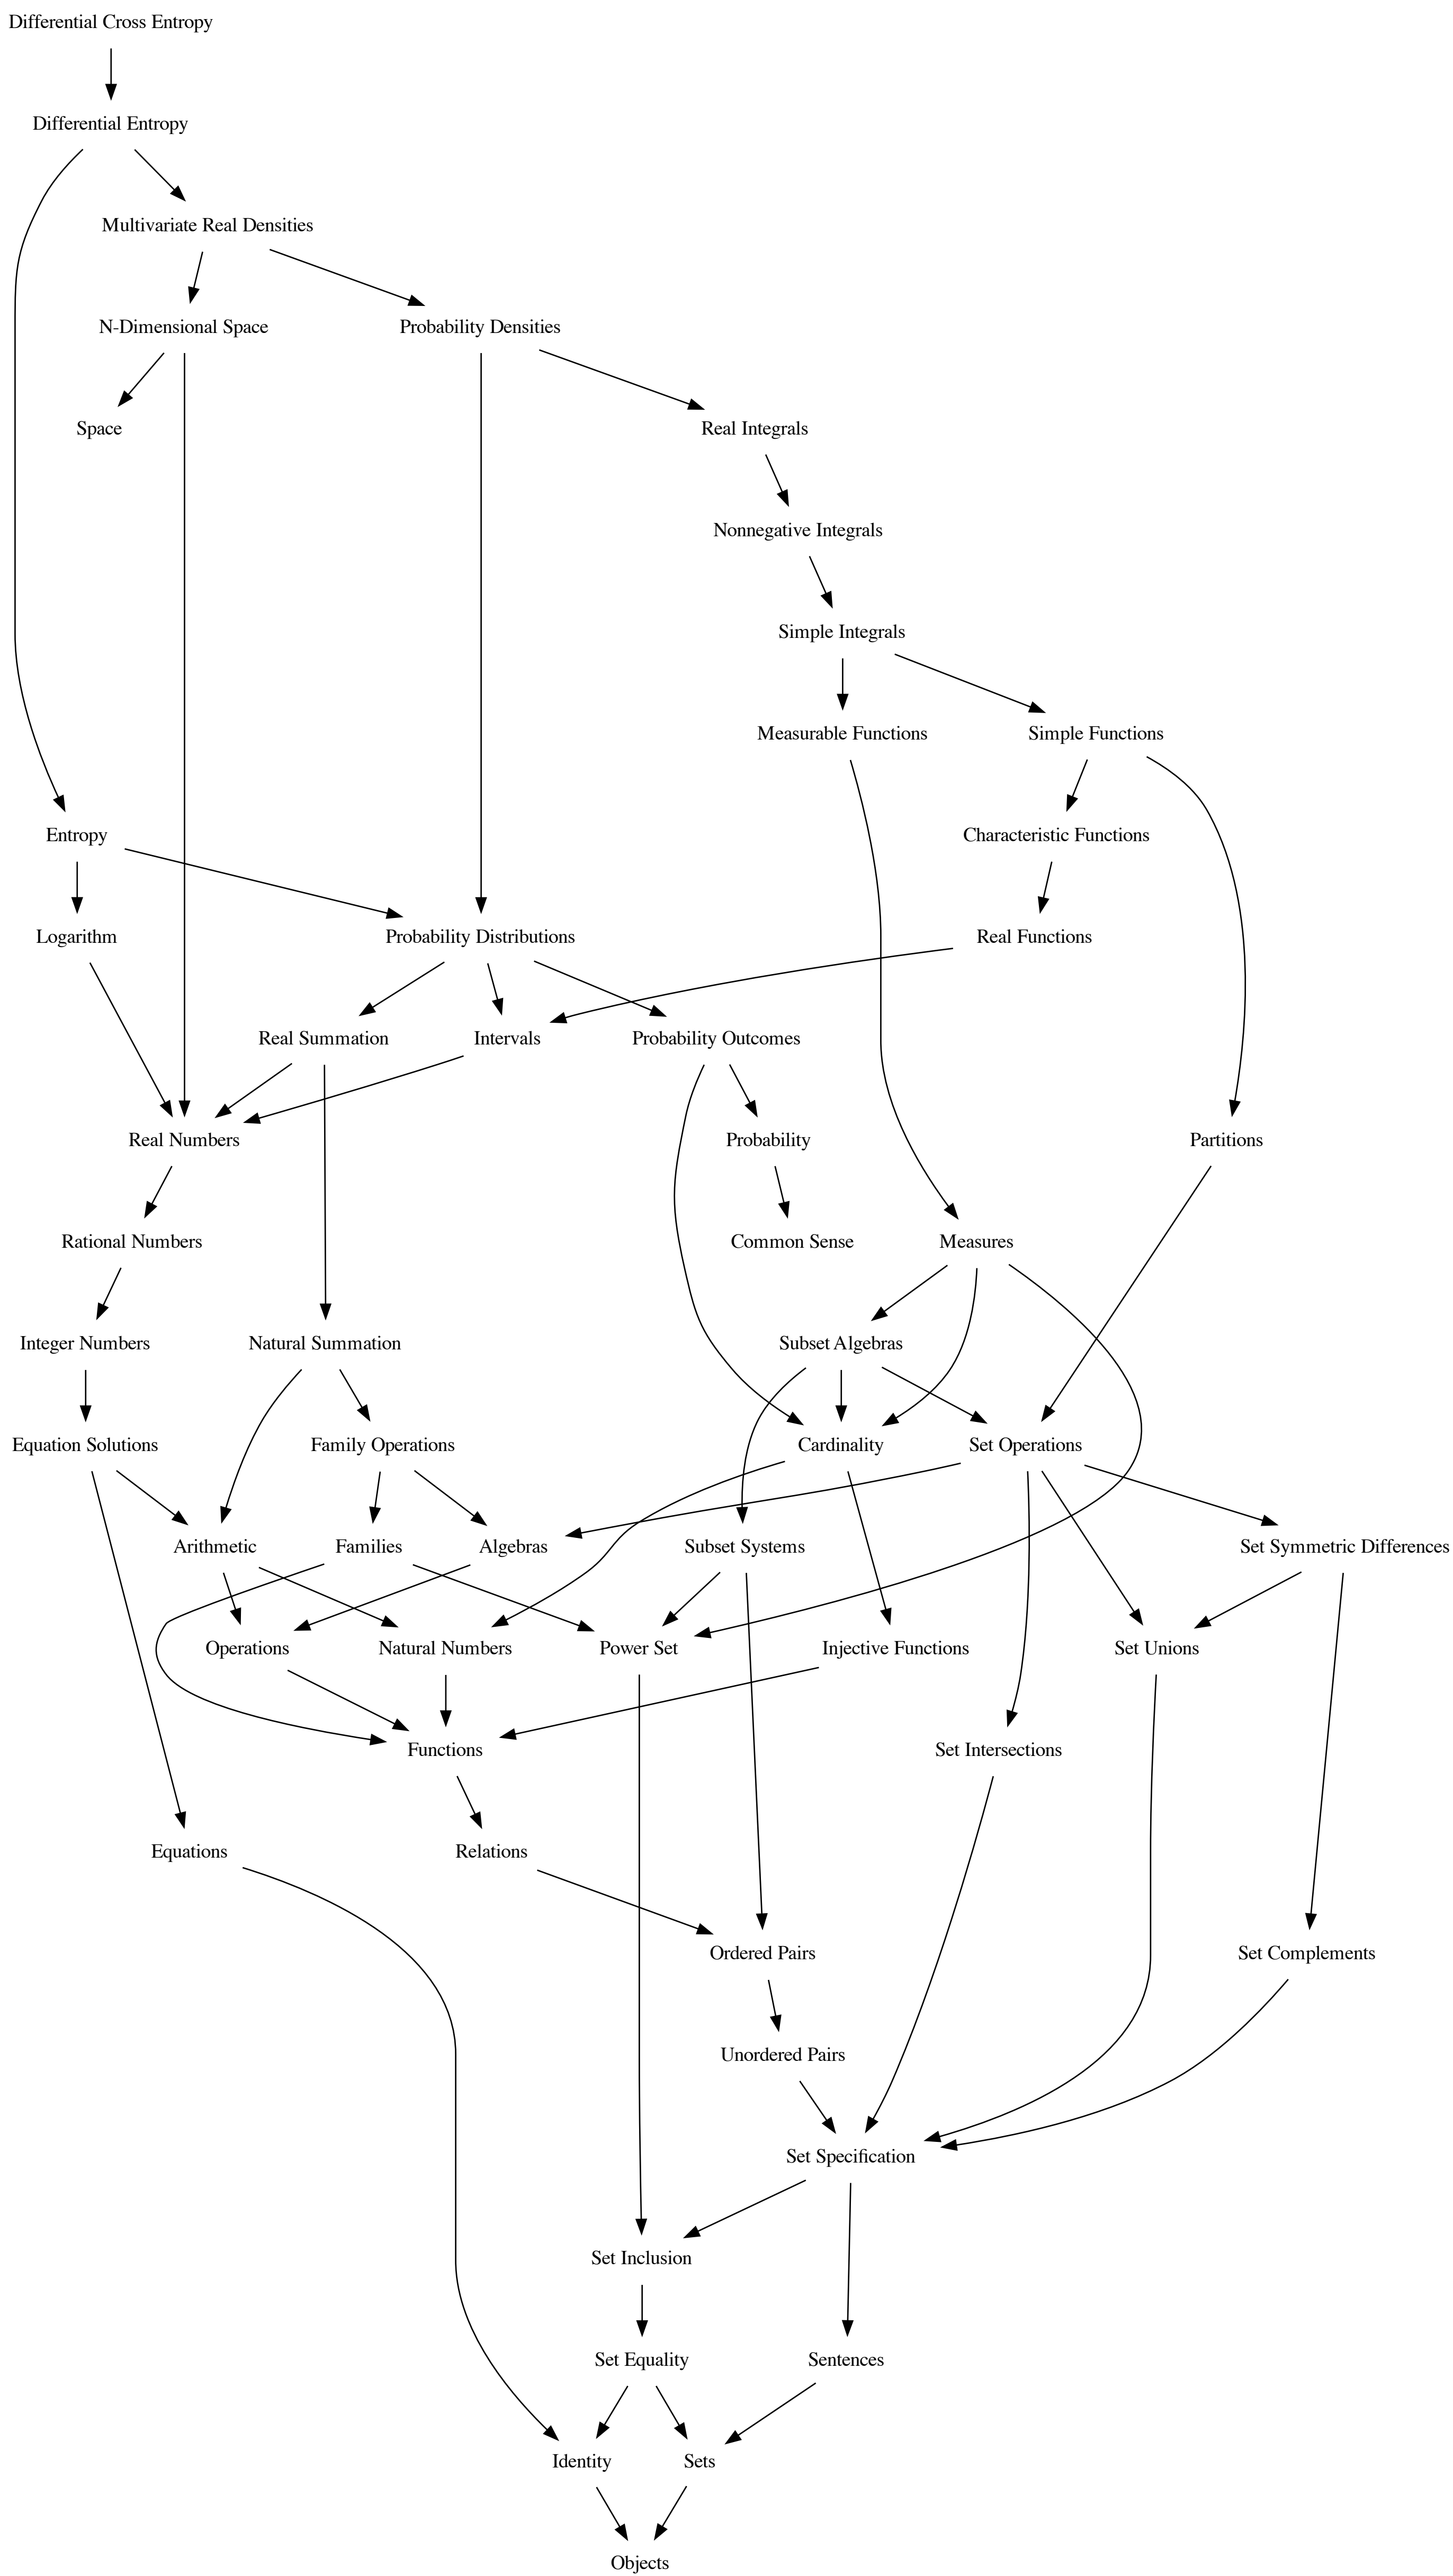 Differential Cross Entropy
Differential Entropy
Multivariate Real Densities
N-Dimensional Space
Probability Densities
Space
Real Integrals
Nonnegative Integrals
Simple Integrals
Measurable Functions
Simple Functions
Entropy
Characteristic Functions
Logarithm
Probability Distributions
Real Functions
Real Summation
Intervals
Probability Outcomes
Real Numbers
Probability
Partitions
Rational Numbers
Common Sense
Measures
Integer Numbers
Natural Summation
Subset Algebras
Equation Solutions
Family Operations
Cardinality
Set Operations
Arithmetic
Families
Algebras
Subset Systems
Set Symmetric Differences
Operations
Natural Numbers
Power Set
Injective Functions
Set Unions
Functions
Set Intersections
Equations
Relations
Ordered Pairs
Set Complements
Unordered Pairs
Set Specification
Set Inclusion
Set Equality
Sentences
Identity
Sets
Objects